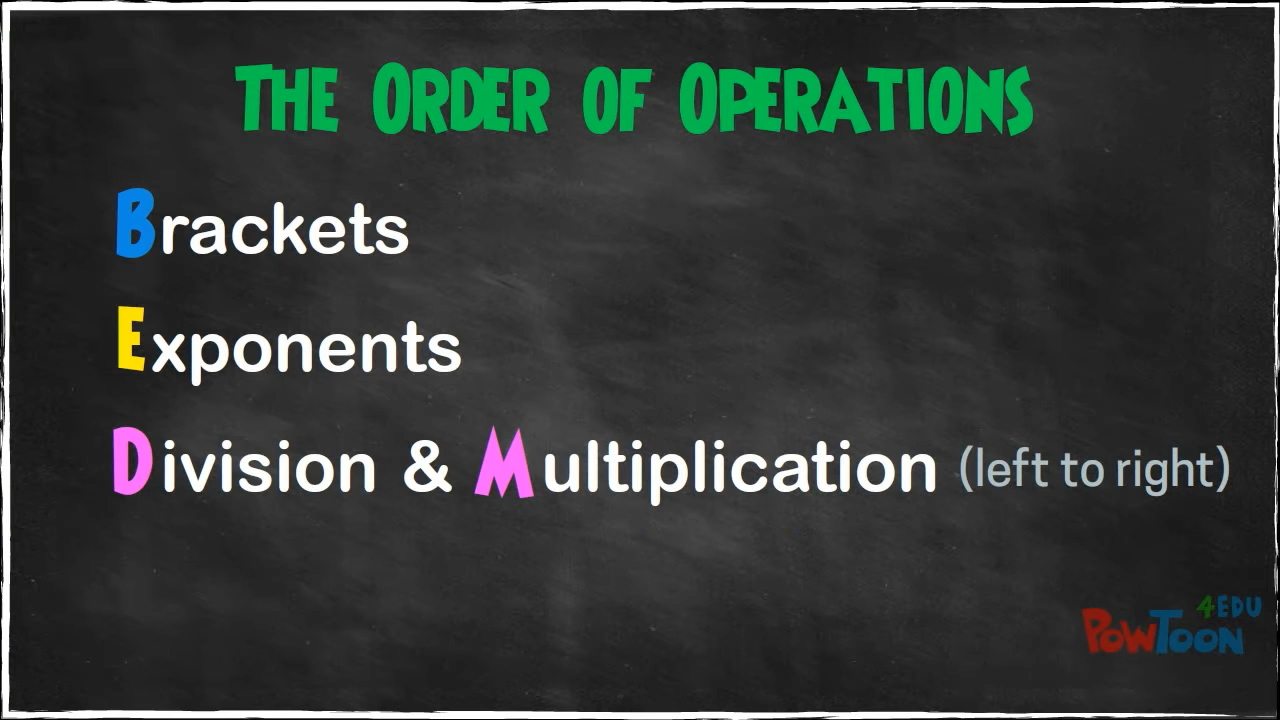 The Order of Operations
Brackets
Exponents
Division & Multiplication (left to right)
4EDU
PowToon